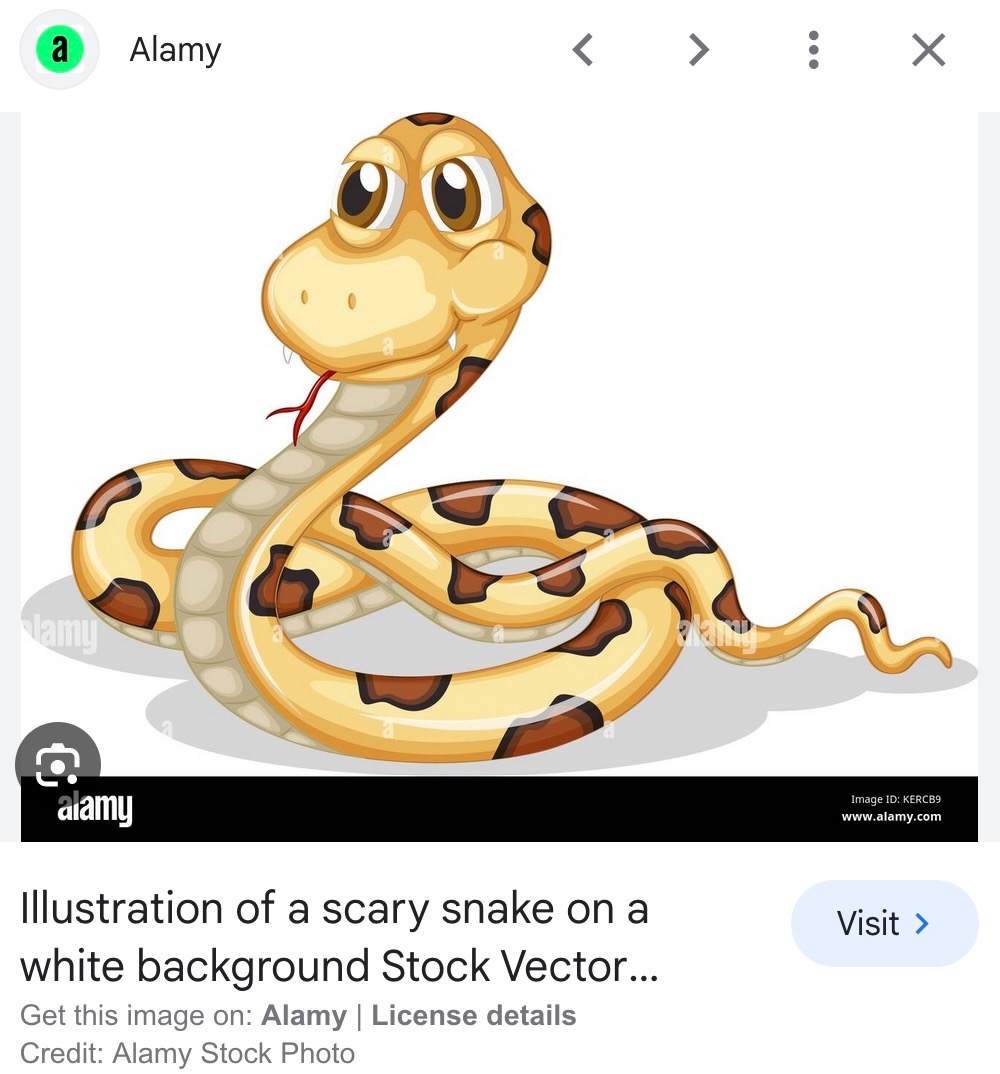 a Alamy
alamy
alamy
alamy
Image ID: KERCB9
www.alamy.com
Illustration of a scary snake on a
white background Stock Vector...
Visit
Get this image on: Alamy | License details
Credit: Alamy Stock Photo